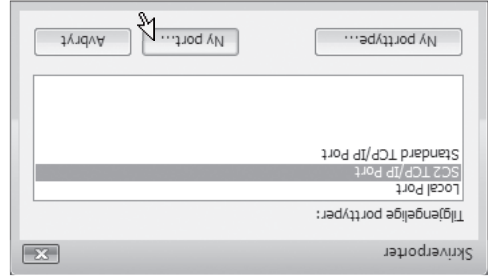 Skriverporter
Tilgjengelige porttyper:
Local Port
SC2 TCP/IP Port
Standard TCP/IP Port
Ny porttype... Ny port... Avbryt